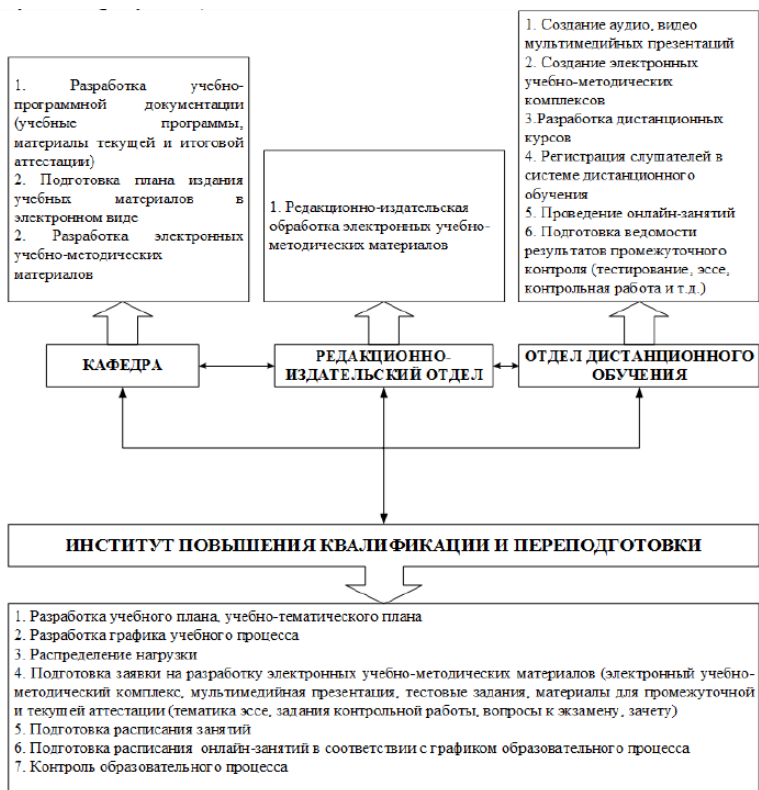 1. Разработка учебно-
программной документации
(учебные программы,
материалы текущей и итоговой
аттестации)
2. Подготовка плана издания
учебных материалов в
электронном виде
2. Разработка электронных
учебно-методических
материалов
1. Редакционно-издательская
обработка электронных учебно-
методических материалов
1. Создание аудио, видео
мультимедийных презентаций
2. Создание электронных
учебно-методических
комплексов
3.Разработка дистанционных
курсов
4. Регистрация слушателей в
системе дистанционного
обучения
5. Проведение онлайн-занятий
6. Подготовка ведомости
результатов промежуточного
контроля (тестирование, эссе,
контрольная работа и т.д.)
КАФЕДРА
РЕДАКЦИОННО-
ИЗДАТЕЛЬСКИЙ ОТДЕЛ
ОТДЕЛ ДИСТАНЦИОННОГО
ОБУЧЕНИЯ
ИНСТИТУТ ПОВЫШЕНИЯ КВАЛИФИКАЦИИ И ПЕРЕПОДГОТОВКИ
1. Разработка учебного плана, учебно-тематического плана
2. Разработка графика учебного процесса
3. Распределение нагрузки
4. Подготовка заявки на разработку электронных учебно-методических материалов (электронный учебно-
методический комплекс, мультимедийная презентация, тестовые задания, материалы для промежуточной
и текущей аттестации (тематика эссе, задания контрольной работы, вопросы к экзамену, зачету)
5. Подготовка расписания занятий
6. Подготовка расписания онлайн-занятий в соответствии с графиком образовательного процесса
7. Контроль образовательного процесса